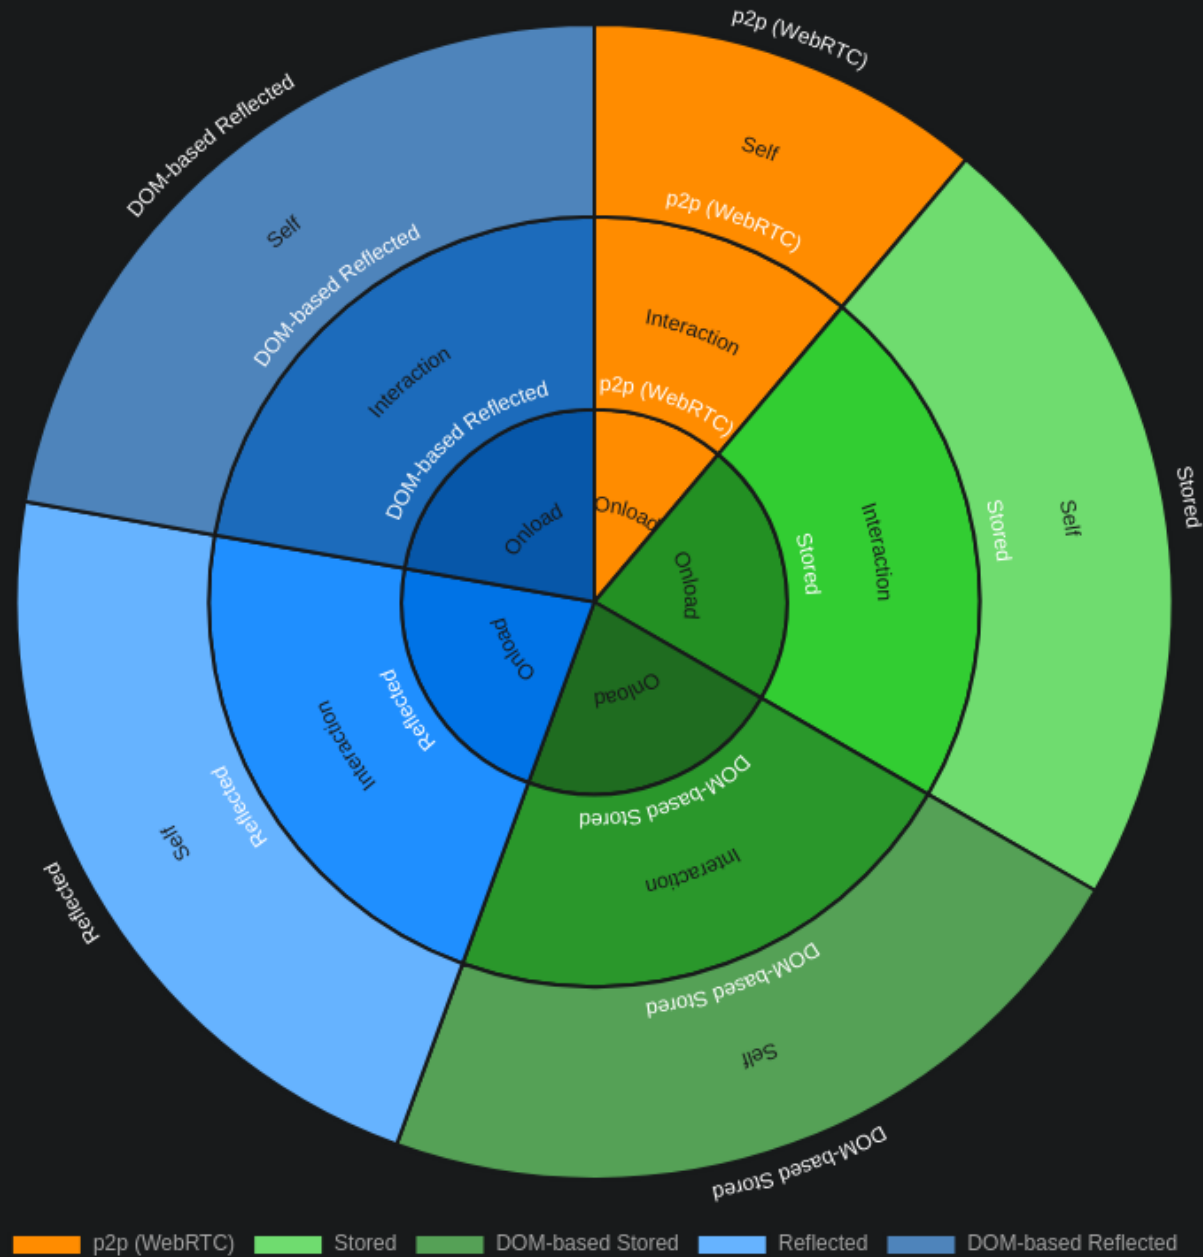 p2p (WebRTC)
Self
p2p (WebRTC)
Interaction
p2p (WebRTC)
Onload
Stored
Self
Stored
Interaction
Stored
Onload
DOM-based Stored
Self
DOM-based Stored
Interaction
DOM-based Stored
Onload
Reflected
Self
Reflected
Interaction
Reflected
Onload
DOM-based Reflected
Self
DOM-based Reflected
Interaction
DOM-based Reflected
Onload
p2p (WebRTC)
Stored
DOM-based Stored
Reflected
DOM-based Reflected